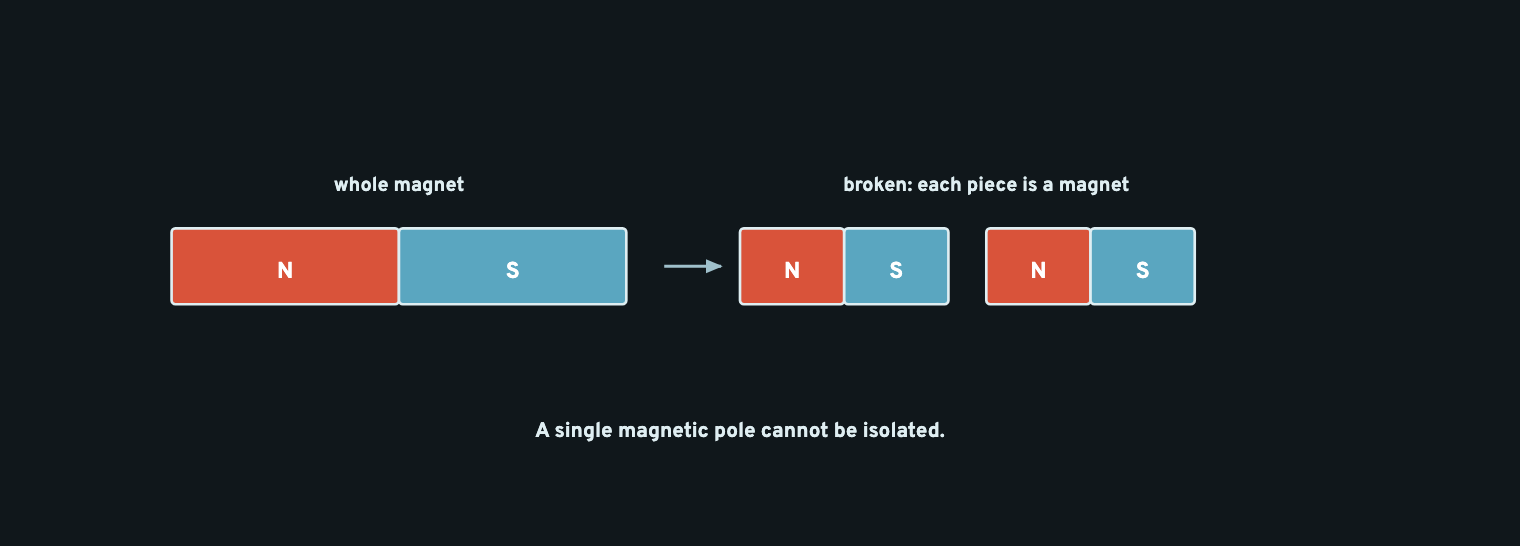 whole magnet
broken: each piece is a magnet
N S N S N S
A single magnetic pole cannot be isolated.